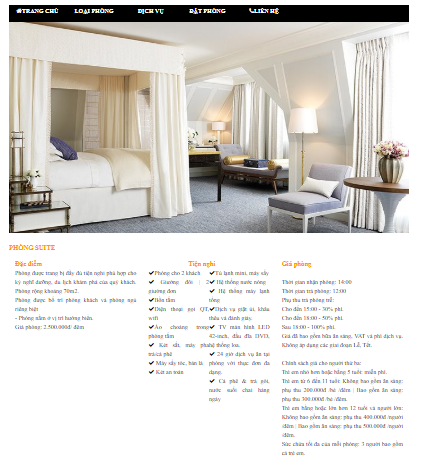 TRANG CHỦ LOẠI PHÒNG DỊCH VỤ ĐẶT PHÒNG LIÊN HỆ
PHÒNG SUITE
Đặc điểm
Phòng được trang bị đầy đủ tiện nghi phù hợp cho
kỳ nghỉ dưỡng, du lịch khám phá của quý khách.
Phòng rộng khoảng 70m2.
Phòng được bố trí phòng khách và phòng ngủ
riêng biệt
- Phòng nằm ở vị trí hướng biển.
Giá phòng: 2.500.000đ/ đêm
Tiện nghi
✔Phòng cho 2 khách
✔ Giường đôi | 2
giường đơn
✔Bồn tắm
✔Điện thoại gọi QT,
wifi
✔Áo choàng trong
phòng tắm
✔ Két sắt, máy pha
trà/cà phê
✔ Máy sấy tóc, bàn là
✔ Két an toàn
✔Tủ lạnh mini, máy sấy
✔ Hệ thống nước nóng
✔ Hệ thống máy lạnh
tổng
✔Dịch vụ giặt ủi, khâu
thêu và đánh giày.
✔ TV màn hình LED
42-inch, đầu đĩa DVD,
hệ thống loa.
✔ 24 giờ dịch vụ ăn tại
phòng với thực đơn đa
dạng.
✔ Cà phê & trà gói,
nước suối chai hàng
ngày
Giá phòng
Thời gian nhận phòng: 14:00
Thời gian trả phòng: 12:00
Phụ thu trả phòng trễ:
Cho đến 15:00 - 30% phí.
Cho đến 18:00 - 50% phí.
Sau 18:00 - 100% phí.
Giá đã bao gồm bữa ăn sáng, VAT và phí dịch vụ.
Không áp dụng các giai đoạn Lễ, Tết.
Chính sách giá cho người thứ ba:
Trẻ em nhỏ hơn hoặc bằng 5 tuổi: miễn phí.
Trẻ em từ 6 đến 11 tuổi: Không bao gồm ăn sáng:
phụ thu 200.000đ /bé /đêm | Bao gồm ăn sáng:
phụ thu 300.000đ /bé /đêm.
Trẻ em bằng hoặc lớn hơn 12 tuổi và người lớn:
Không bao gồm ăn sáng: phụ thu 400.000đ /người
/đêm | Bao gồm ăn sáng: phụ thu 500.000đ /người
/đêm.
Sức chứa tối đa của mỗi phòng: 3 người bao gồm
cả trẻ em.